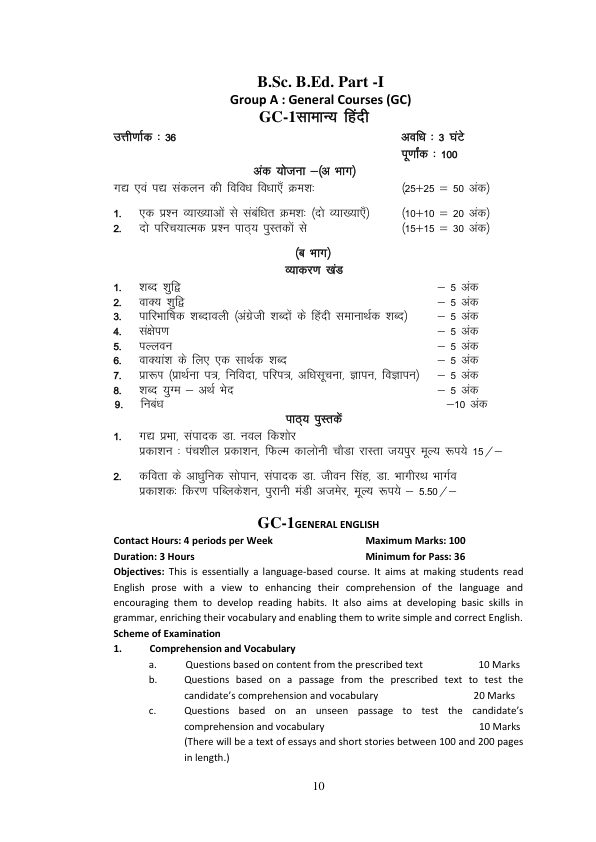 B.Sc. B.Ed. Part -I
Group A : General Courses (GC)
GC-1सामान्य हिंदी
उत्तीर्णांक : 36 अवधि : 3 घंटे
पूर्णांक : 100
अंक योजना –(अ भाग)
गद्य एवं पद्य संकलन की विविध विधाएँ क्रमशः (25+25 = 50 अंक)
1. एक प्रश्न व्याख्याओं से संबंधित क्रमशः (दो व्याख्याएँ) (10+10 = 20 अंक)
2. दो परिचयात्मक प्रश्न पाठ्य पुस्तकों से (15+15 = 30 अंक)
(ब भाग)
व्याकरण खंड
1. शब्द शुद्वि – 5 अंक
2. वाक्य शुद्वि – 5 अंक
3. पारिभाषिक शब्दावली (अंग्रेजी शब्दों के हिंदी समानार्थक शब्द) – 5 अंक
4. संक्षेपण – 5 अंक
5. पल्लवन – 5 अंक
6. वाक्यांश के लिए एक सार्थक शब्द – 5 अंक
7. प्रारूप (प्रार्थना पत्र, निविदा, परिपत्र, अधिसूचना, ज्ञापन, विज्ञापन) – 5 अंक
8. शब्द युग्म – अर्थ भेद – 5 अंक
9. निबंध –10 अंक
पाठ्य पुस्तकें
1. गद्य प्रभा, संपादक डा. नवल किशोर
प्रकाशन : पंचशील प्रकाशन, फिल्म कालोनी चौडा रास्ता जयपुर मूल्य रूपये 15/–
2. कविता के आधुनिक सोपान, संपादक डा. जीवन सिंह, डा. भागीरथ भार्गव
प्रकाशकः किरण पब्लिकेशन, पुरानी मंडी अजमेर, मूल्य रूपये – 5.50/–
GC-1GENERAL ENGLISH
Contact Hours: 4 periods per Week Maximum Marks: 100
Duration: 3 Hours Minimum for Pass: 36
Objectives: This is essentially a language-based course. It aims at making students read
English prose with a view to enhancing their comprehension of the language and
encouraging them to develop reading habits. It also aims at developing basic skills in
grammar, enriching their vocabulary and enabling them to write simple and correct English.
Scheme of Examination
1. Comprehension and Vocabulary
a. Questions based on content from the prescribed text 10 Marks
b. Questions based on a passage from the prescribed text to test the
candidate's comprehension and vocabulary 20 Marks
c. Questions based on an unseen passage to test the candidate's
comprehension and vocabulary 10 Marks
(There will be a text of essays and short stories between 100 and 200 pages
in length.)
10